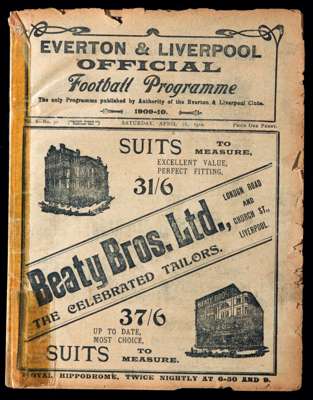 EVERTON & LIVERPOOL
OFFICIAL
Football Programme
The only Programme published by Authority of the Everton & Liverpool Clubs.
1909-10.
SATURDAY, APRIL
PRICE ONE PENNY.
SUITS TO MEASURE,
EXCELLENT VALUE,
PERFECT FITTING,
31/6
Beaty Bros. Ltd.,
LONDON ROAD
AND
CHURCH ST.,
LIVERPOOL
THE CELEBRATED TAILORS.
37/6
UP TO DATE,
MOST CHOICE,
SUITS TO MEASURE.
ROYAL HIPPODROME, TWICE NIGHTLY AT 6-50 AND 9.